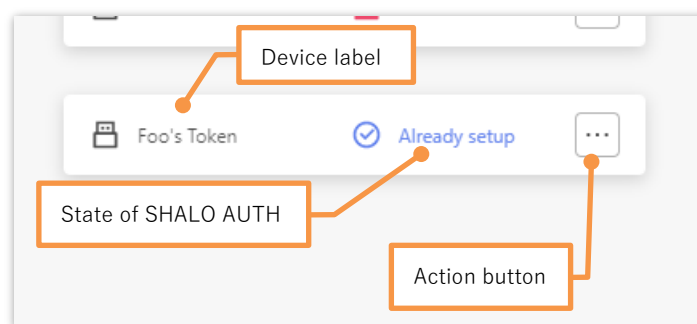 Device label
Foo's Token
Already setup
...
State of SHALO AUTH
Action button